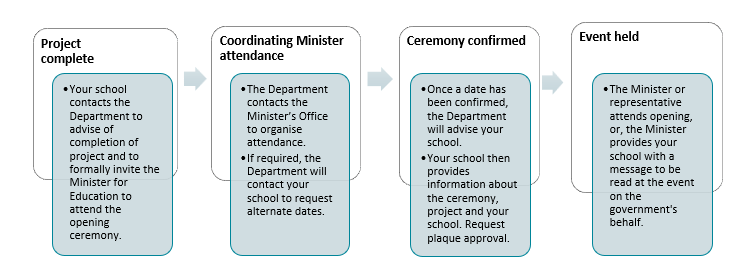 Project
complete
•Your school
contacts the
Department to
advise of
completion of
project and to
formally invite the
Minister for
Education to
attend the
opening
ceremony.
Coordinating Minister
attendance
•The Department
contacts the
Minister's Office
to organise
attendance.
•If required, the
Department will
contact your
school to request
alternate dates.
Ceremony confirmed
•Once a date has
been confirmed,
the Department
will advise your
school.
•Your school then
provides
information about
the ceremony,
project and your
school. Request
plaque approval.
Event held
•The Minister or
representative
attends opening,
or, the Minister
provides your
school with a
message to be
read at the event
on the
government's
behalf.